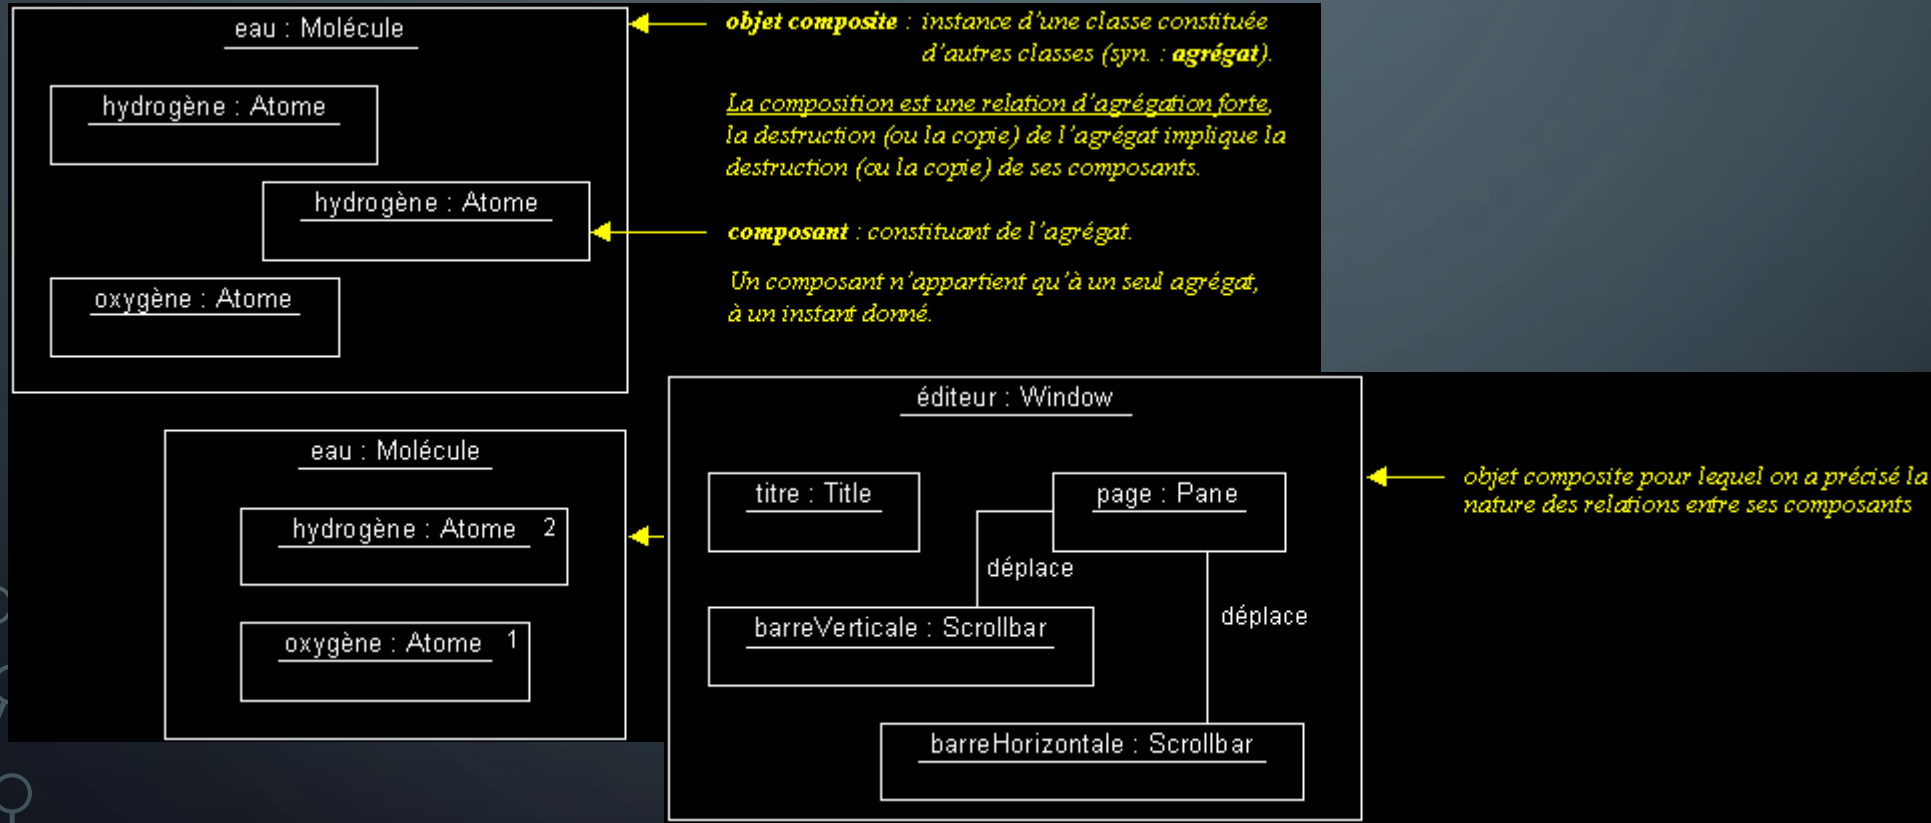 eau : Molécule
hydrogène : Atome
hydrogène : Atome
oxygène : Atome
objet composite : instance d'une classe constituée
d'autres classes (syn. : agrégat).
La composition est une relation d'agrégation forte,
la destruction (ou la copie) de l'agrégat implique la
destruction (ou la copie) de ses composants.
composant : constituant de l'agrégat.
Un composant n'appartient qu'à un seul agrégat,
à un instant donné.
eau : Molécule
hydrogène : Atome 2
oxygène : Atome 1
éditeur : Window
titre : Title
page : Pane
déplace
déplace
barreVerticale : Scrollbar
barreHorizontale : Scrollbar
objet composite pour lequel on a précisé la
nature des relations entre ses composants